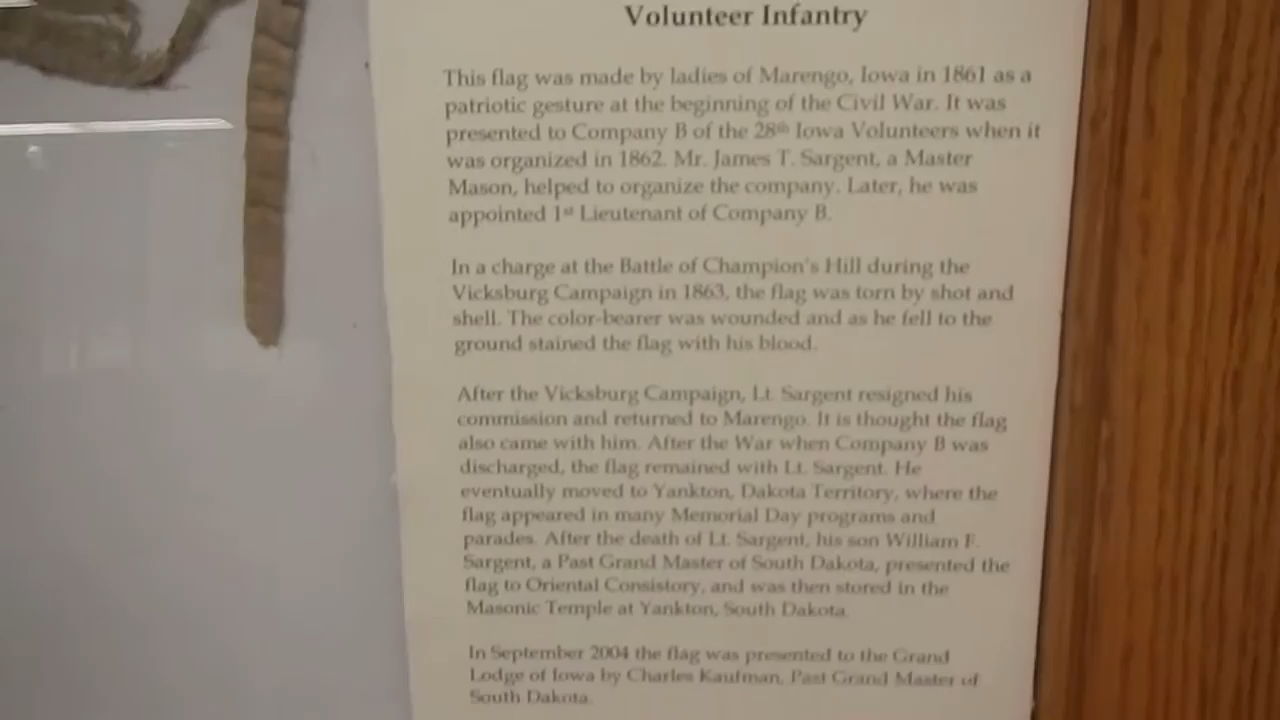 Volunteer Infantry
This flag was made by ladies of Marengo, Iowa in 1861 as a
patriotic gesture at the beginning of the Civil War. It was
presented to Company B of the 28th Iowa Volunteers when it
was organized in 1862. Mr. James T. Sargent, a Master
Mason, helped to organize the company. Later, he was
appointed 1st Lieutenant of Company B.
In a charge at the Battle of Champion's Hill during the
Vicksburg Campaign in 1863, the flag was torn by shot and
shell. The color-bearer was wounded and as he fell to the
ground stained the flag with his blood.
After the Vicksburg Campaign, Lt. Sargent resigned his
commission and returned to Marengo. It is thought the flag
also came with him. After the War when Company B was
discharged, the flag remained with Lt. Sargent. He
eventually moved to Yankton, Dakota Territory, where the
flag appeared in many Memorial Day programs and
parades. After the death of Lt. Sargent, his son William F.
Sargent, a Past Grand Master of South Dakota, presented the
flag to Oriental Consistory, and was then stored in the
Masonic Temple at Yankton, South Dakota.
In September 2004 the flag was presented to the Grand
Lodge of Iowa by Charles Kaufman, Past Grand Master of
South Dakota.